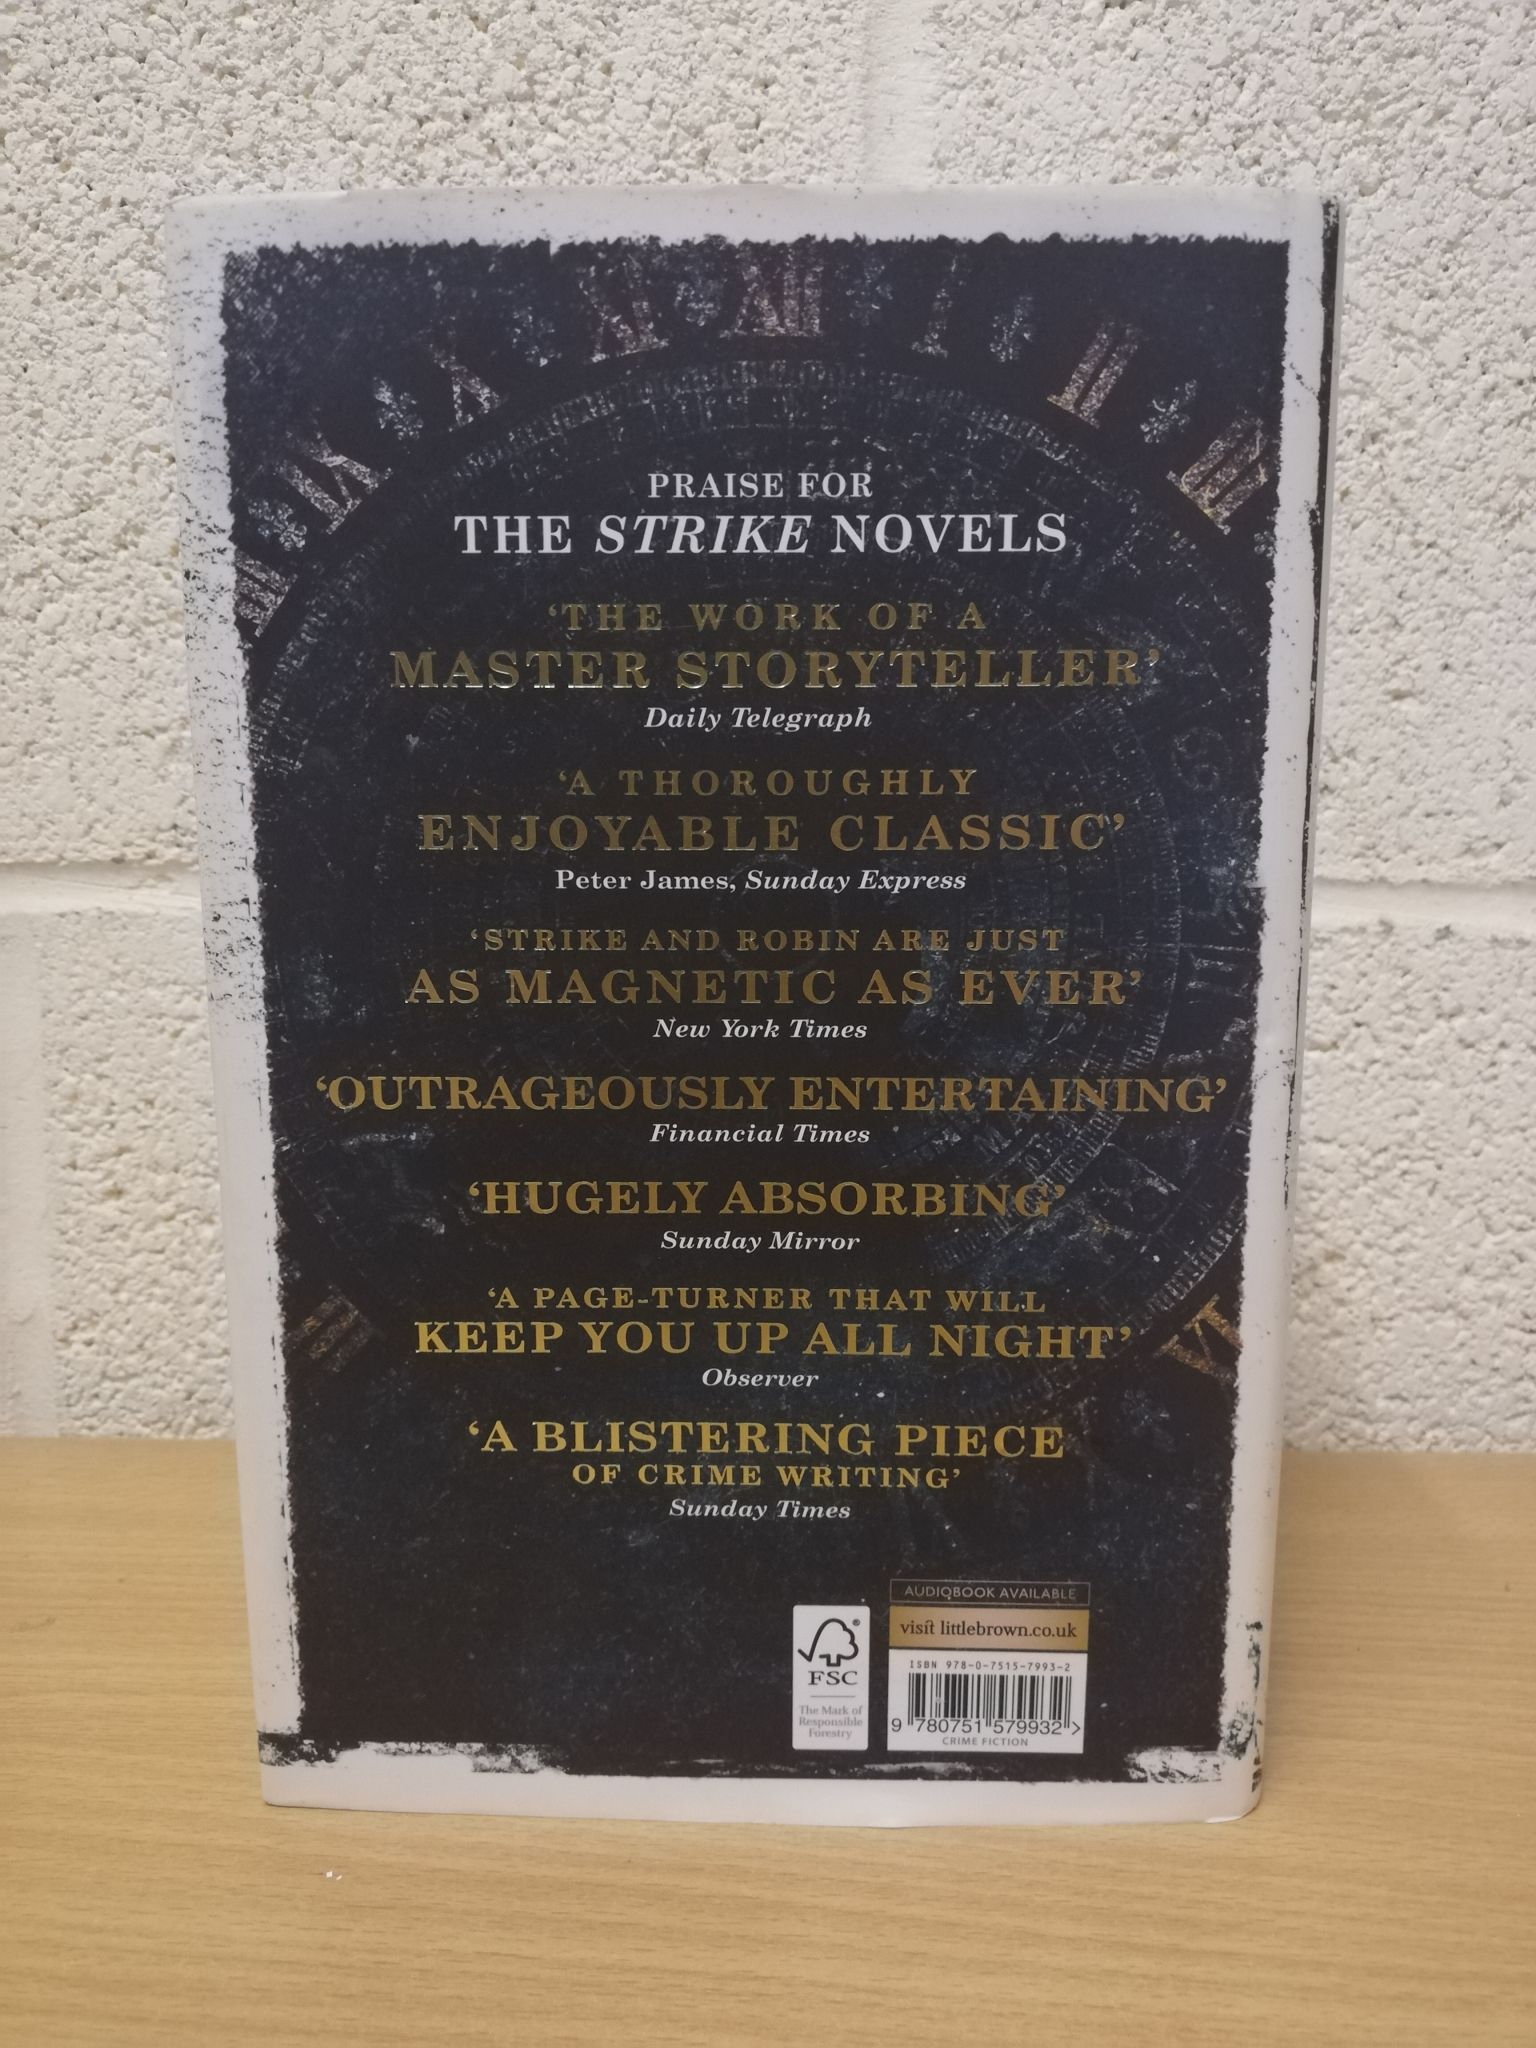 PRAISE FOR
THE STRIKE NOVELS
‘THE WORK OF A
MASTER STORYTELLER’
Daily Telegraph
‘A THOROUGHLY
ENJOYABLE CLASSIC’
Peter James, Sunday Express
‘STRIKE AND ROBIN ARE JUST
AS MAGNETIC AS EVER’
New York Times
‘OUTRAGEOUSLY ENTERTAINING’
Financial Times
‘HUGELY ABSORBING’
Sunday Mirror
‘A PAGE-TURNER THAT WILL
KEEP YOU UP ALL NIGHT’
Observer
‘A BLISTERING PIECE
OF CRIME WRITING’
Sunday Times
AUDIOBOOK AVAILABLE
visit littlebrown.co.uk
ISBN 978-0-7515-7993-2
9 780751 579932 >
CRIME FICTION
®
FSC
The Mark of
Responsible
Forestry